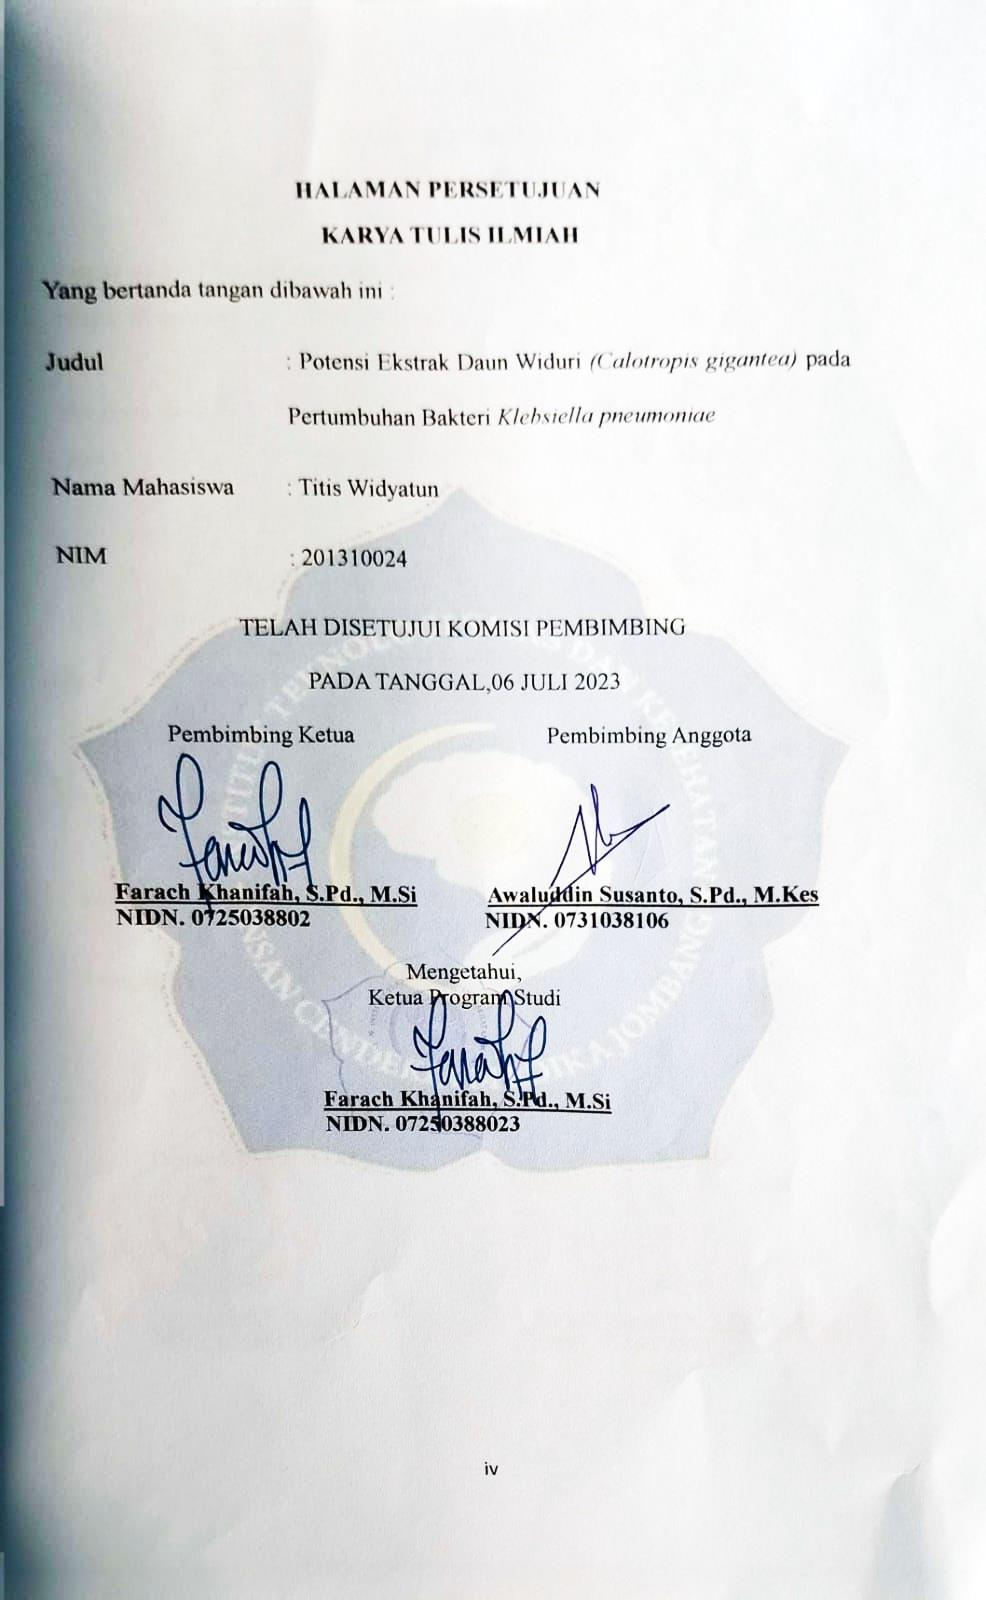 HALAMAN PERSETUJUAN
KARYA TULIS ILMIAH
Yang bertanda tangan dibawah ini :
Judul : Potensi Ekstrak Daun Widuri (Calotropis gigantea) pada
Pertumbuhan Bakteri Klebsiella pneumoniae
Nama Mahasiswa : Titis Widyatun
NIM : 201310024
TELAH DISETUJUI KOMISI PEMBIMBING
PADA TANGGAL,06 JULI 2023
Pembimbing Ketua Pembimbing Anggota
Farach Khanifah, S.Pd., M.Si Awaluddin Susanto, S.Pd., M.Kes
NIDN. 0725038802 NIDN. 0731038106
Mengetahui,
Ketua Program Studi
Farach Khanifah, S.Pd., M.Si
NIDN. 07250388023
iv